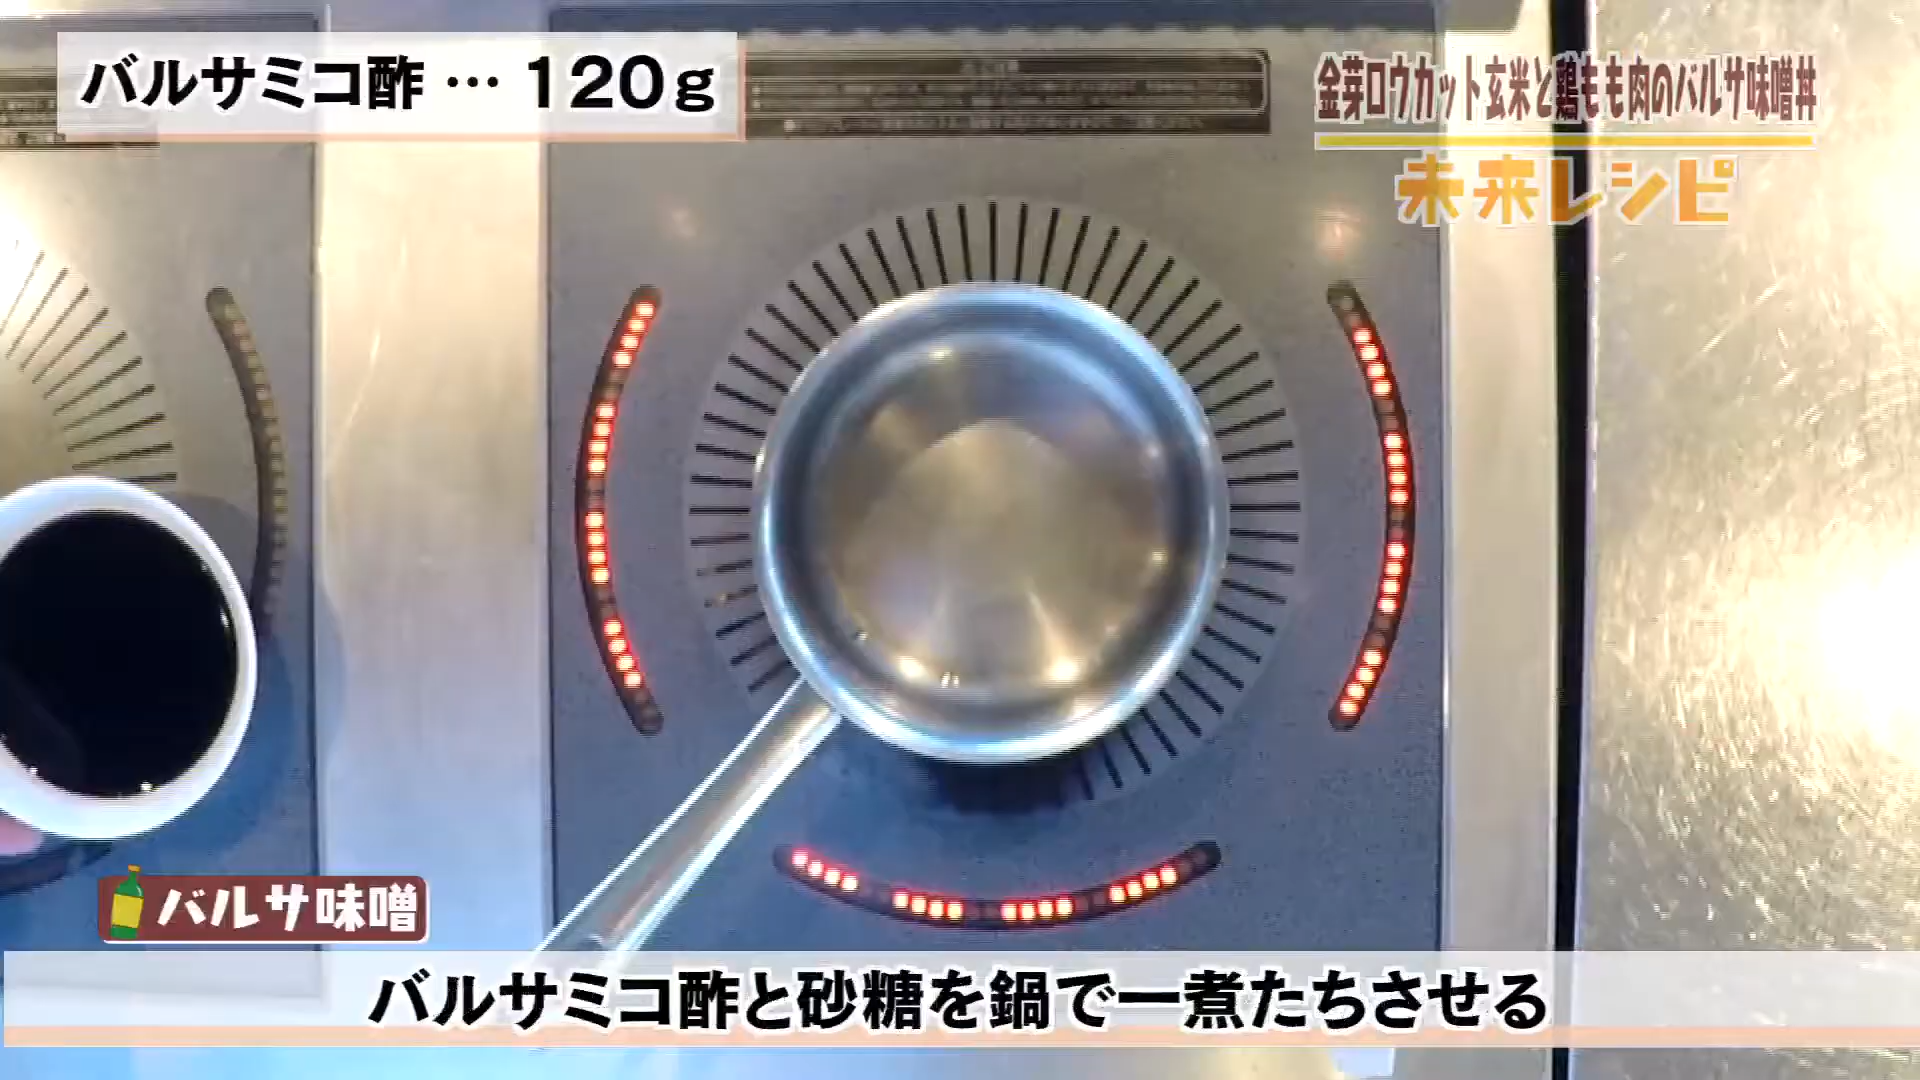 バルサミコ酢 … 120g
金芽ロウカット玄米と鶏もも肉のバルサ味噌丼
未来レシピ
バルサ味噌
バルサミコ酢と砂糖を鍋で一煮たちさせる